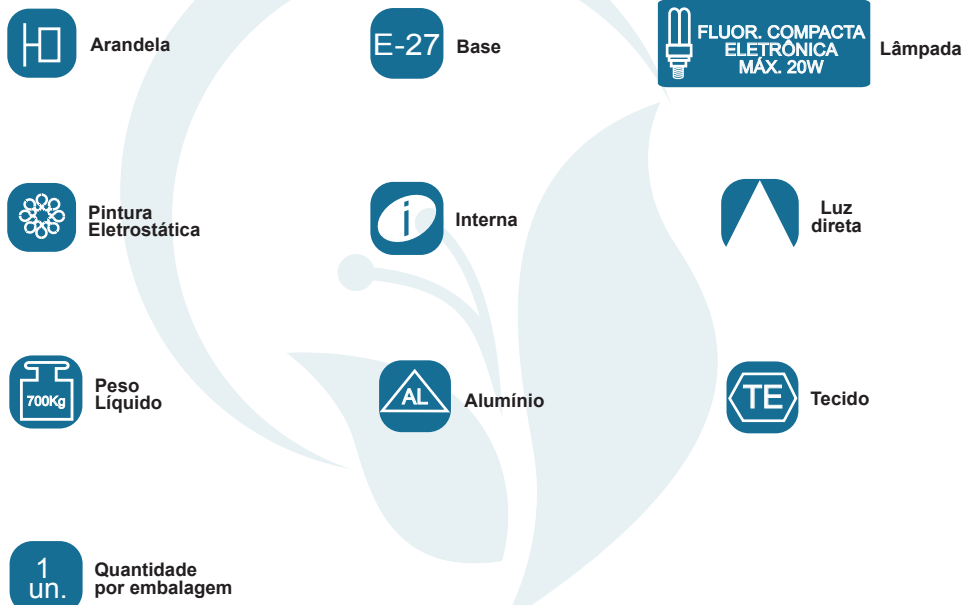 Arandela
E-27
Base
FLUOR. COMPACTA
ELETRÔNICA
MÁX. 20W
Lâmpada
Pintura
Eletrostática
i
Interna
Luz
direta
700Kg
Peso
Líquido
AL
Alumínio
TE
Tecido
1
un.
Quantidade
por embalagem